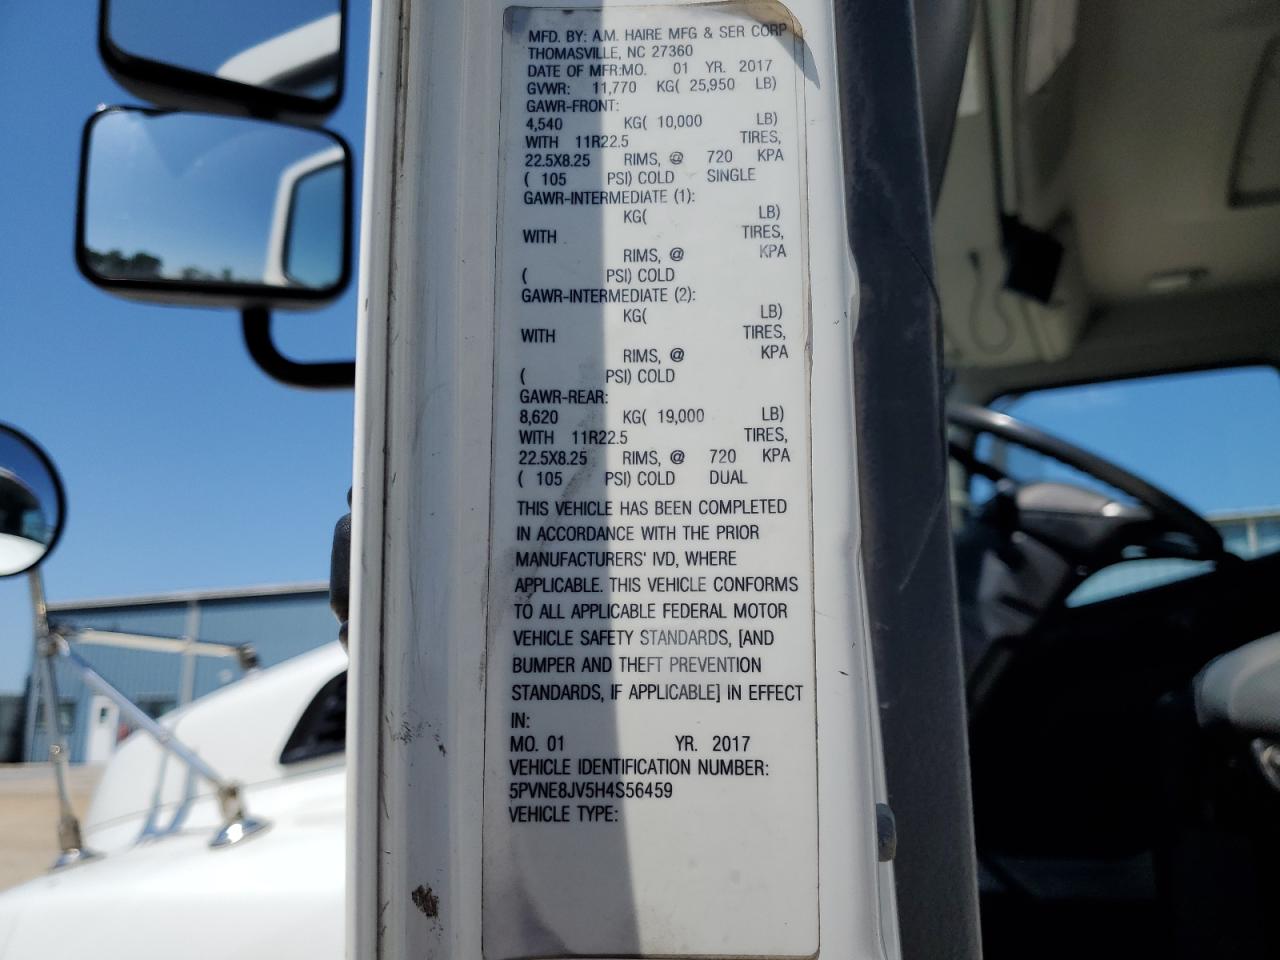 MFD. BY: A.M. HAIRE MFG & SER CORP
THOMASVILLE, NC 27360
DATE OF MFR:MO. 01 YR. 2017
GVWR: 11,770 KG( 25,950 LB)
GAWR-FRONT:
4,540 KG( 10,000 LB)
WITH 11R22.5 TIRES,
22.5X8.25 RIMS, @ 720 KPA
( 105 PSI) COLD SINGLE
GAWR-INTERMEDIATE (1):
KG( LB)
WITH TIRES,
RIMS, @ KPA
( PSI) COLD
GAWR-INTERMEDIATE (2):
KG( LB)
WITH TIRES,
RIMS, @ KPA
( PSI) COLD
GAWR-REAR:
8,620 KG( 19,000 LB)
WITH 11R22.5 TIRES,
22.5X8.25 RIMS, @ 720 KPA
( 105 PSI) COLD DUAL
THIS VEHICLE HAS BEEN COMPLETED
IN ACCORDANCE WITH THE PRIOR
MANUFACTURERS' IVD, WHERE
APPLICABLE. THIS VEHICLE CONFORMS
TO ALL APPLICABLE FEDERAL MOTOR
VEHICLE SAFETY STANDARDS, [AND
BUMPER AND THEFT PREVENTION
STANDARDS, IF APPLICABLE] IN EFFECT
IN:
MO. 01 YR. 2017
VEHICLE IDENTIFICATION NUMBER:
5PVNE8JV5H4S56459
VEHICLE TYPE: